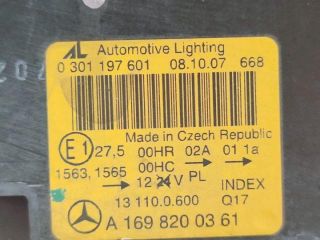 AL Automotive Lighting
0 301 197 601 08.10.07 668
Made in Czech Republic
E1 27,5 00HR 02A 01 1a
1563,1565 00HC
12 24V PL INDEX
13 110.0.600 Q17
A 169 820 03 61